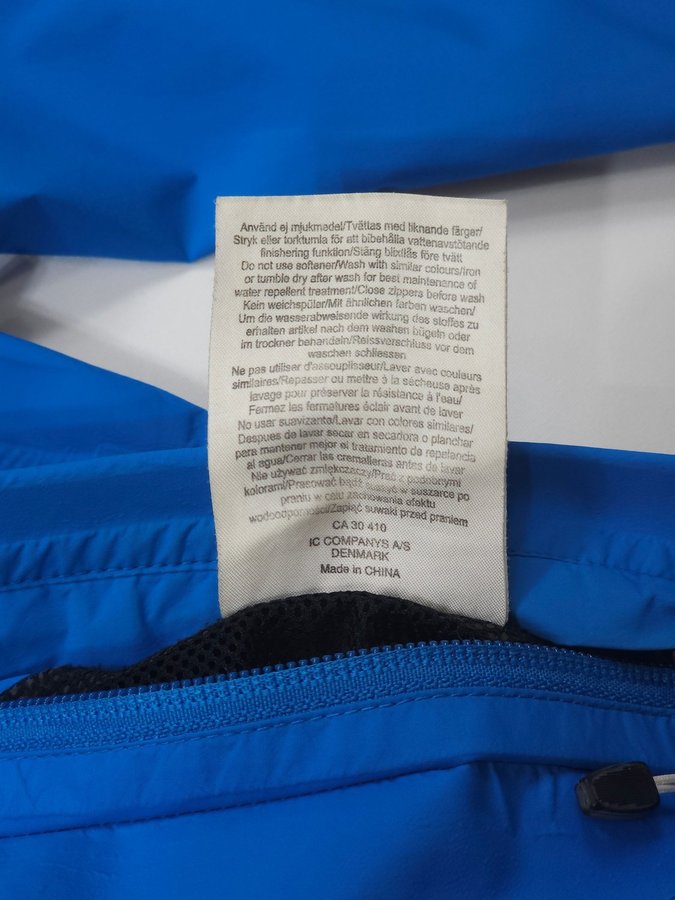 Använd ej mjukmedel/Tvättas med liknande färger/
Stryk eller torktumla för att bibehålla vattenavstötande
finishering funktion/Stäng blixtlås före tvätt
Do not use softener/Wash with similar colours/Iron
or tumble dry after wash for best maintenance of
water repellent treatment/Close zippers before wash
Kein weichspüler/Mit ähnlichen farben waschen/
Um die wasserabweisende wirkung des stoffes zu
erhalten artikel nach dem washen bügeln oder
im trockner behandeln/Reissverschluss vor dem
waschen schliessen
Ne pas utiliser d'assouplisseur/Laver avec couleurs
similaires/Repasser ou mettre à la sécheuse après
lavage pour préserver la résistance à l'eau/
Fermez les fermetures éclair avant de laver
No usar suavizante/Lavar con colores similares/
Despues de lavar secar en secadora o planchar
para mantener mejor el tratamiento de repelencia
al agua/Cerrar las cremalleras antes de lavar
Nie używać zmiękczaczy/Prać z podobnymi
kolorami/Prasować bądź suszyć w suszarce po
praniu w celu zachowania efektu
wodoodporności/Zapiąć suwaki przed praniem
CA 30 410
IC COMPANYS A/S
DENMARK
Made in CHINA